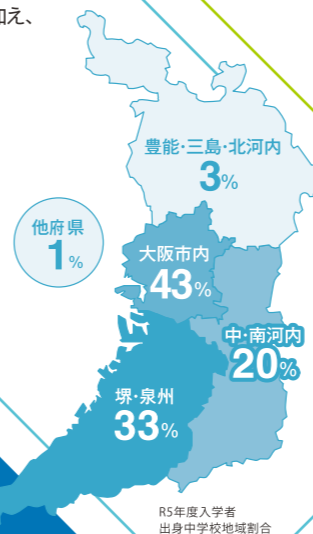 加え、
豊能・三島・北河内
3%
他府県
1%
大阪市内
43%
中・南河内
20%
堺・泉州
33%
R5年度入学者
出身中学校地域割合